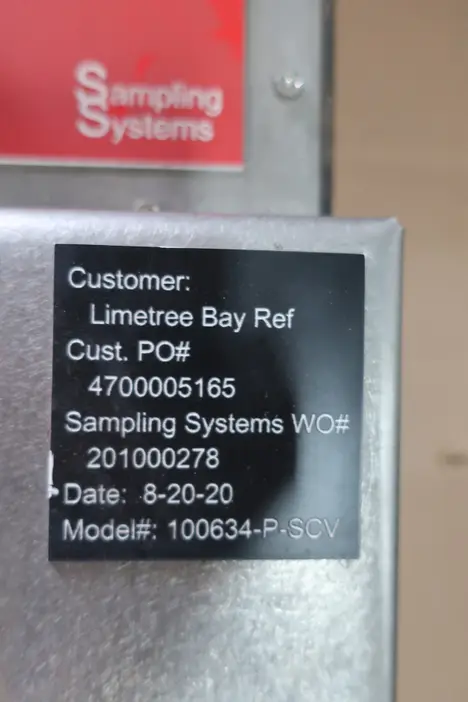 Sampling
Systems
Customer:
Limetree Bay Ref
Cust. PO#
4700005165
Sampling Systems WO#
201000278
Date: 8-20-20
Model#: 100634-P-SCV